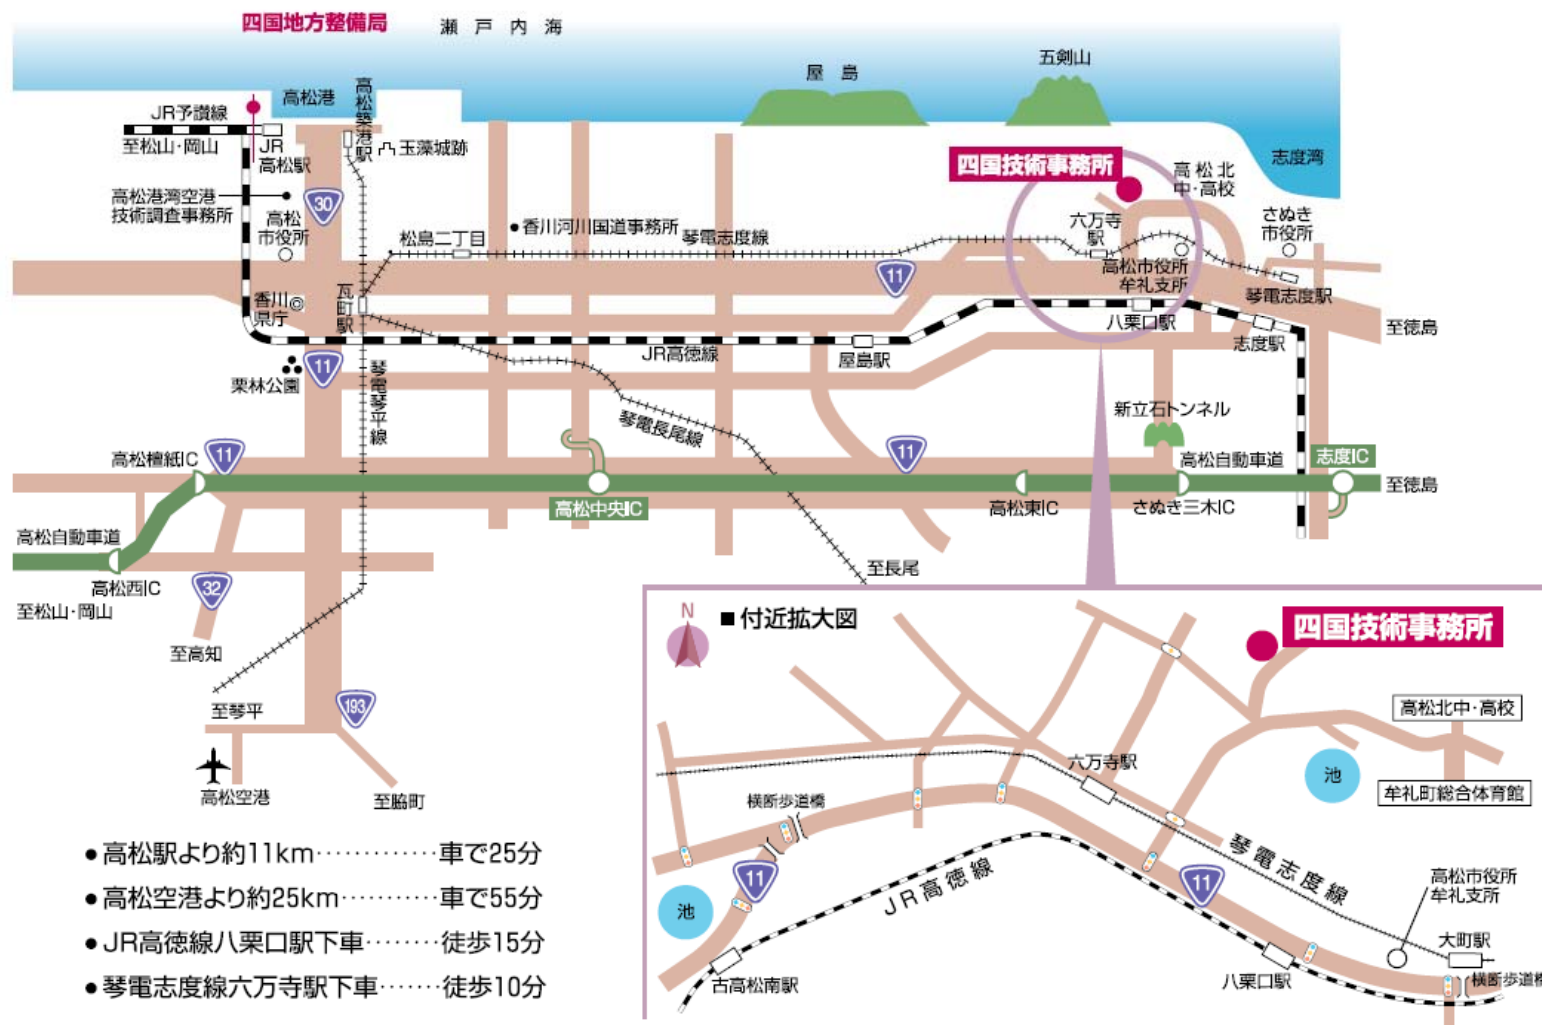 四国地方整備局
瀬戸内海
屋島
五剣山
JR予讃線
至松山・岡山
高松港
JR
高松駅
高松築港駅
玉藻城跡
高松港湾空港
技術調査事務所
30
高松
市役所
香川
県庁
香川河川国道事務所
松島二丁目
琴電志度線
瓦町駅
四国技術事務所
高松北
中・高校
志度湾
六万寺
駅
さぬき
市役所
高松市役所
牟礼支所
琴電志度駅
11
八栗口駅
志度駅
至徳島
JR高徳線
屋島駅
栗林公園
11
琴電琴平線
琴電長尾線
新立石トンネル
高松檀紙IC
11
11
高松自動車道
志度IC
至徳島
高松中央IC
高松東IC
さぬき三木IC
高松自動車道
高松西IC
至松山・岡山
32
至高知
至長尾
至琴平
193
高松空港
至脇町
●高松駅より約11km‥‥‥‥‥‥車で25分
●高松空港より約25km‥‥‥‥‥車で55分
●JR高徳線八栗口駅下車‥‥‥‥徒歩15分
●琴電志度線六万寺駅下車‥‥‥徒歩10分
N
■付近拡大図
四国技術事務所
高松北中・高校
池
牟礼町総合体育館
六万寺駅
横断歩道橋
11
池
JR高徳線
琴電志度線
11
高松市役所
牟礼支所
大町駅
古高松南駅
八栗口駅
横断歩道橋